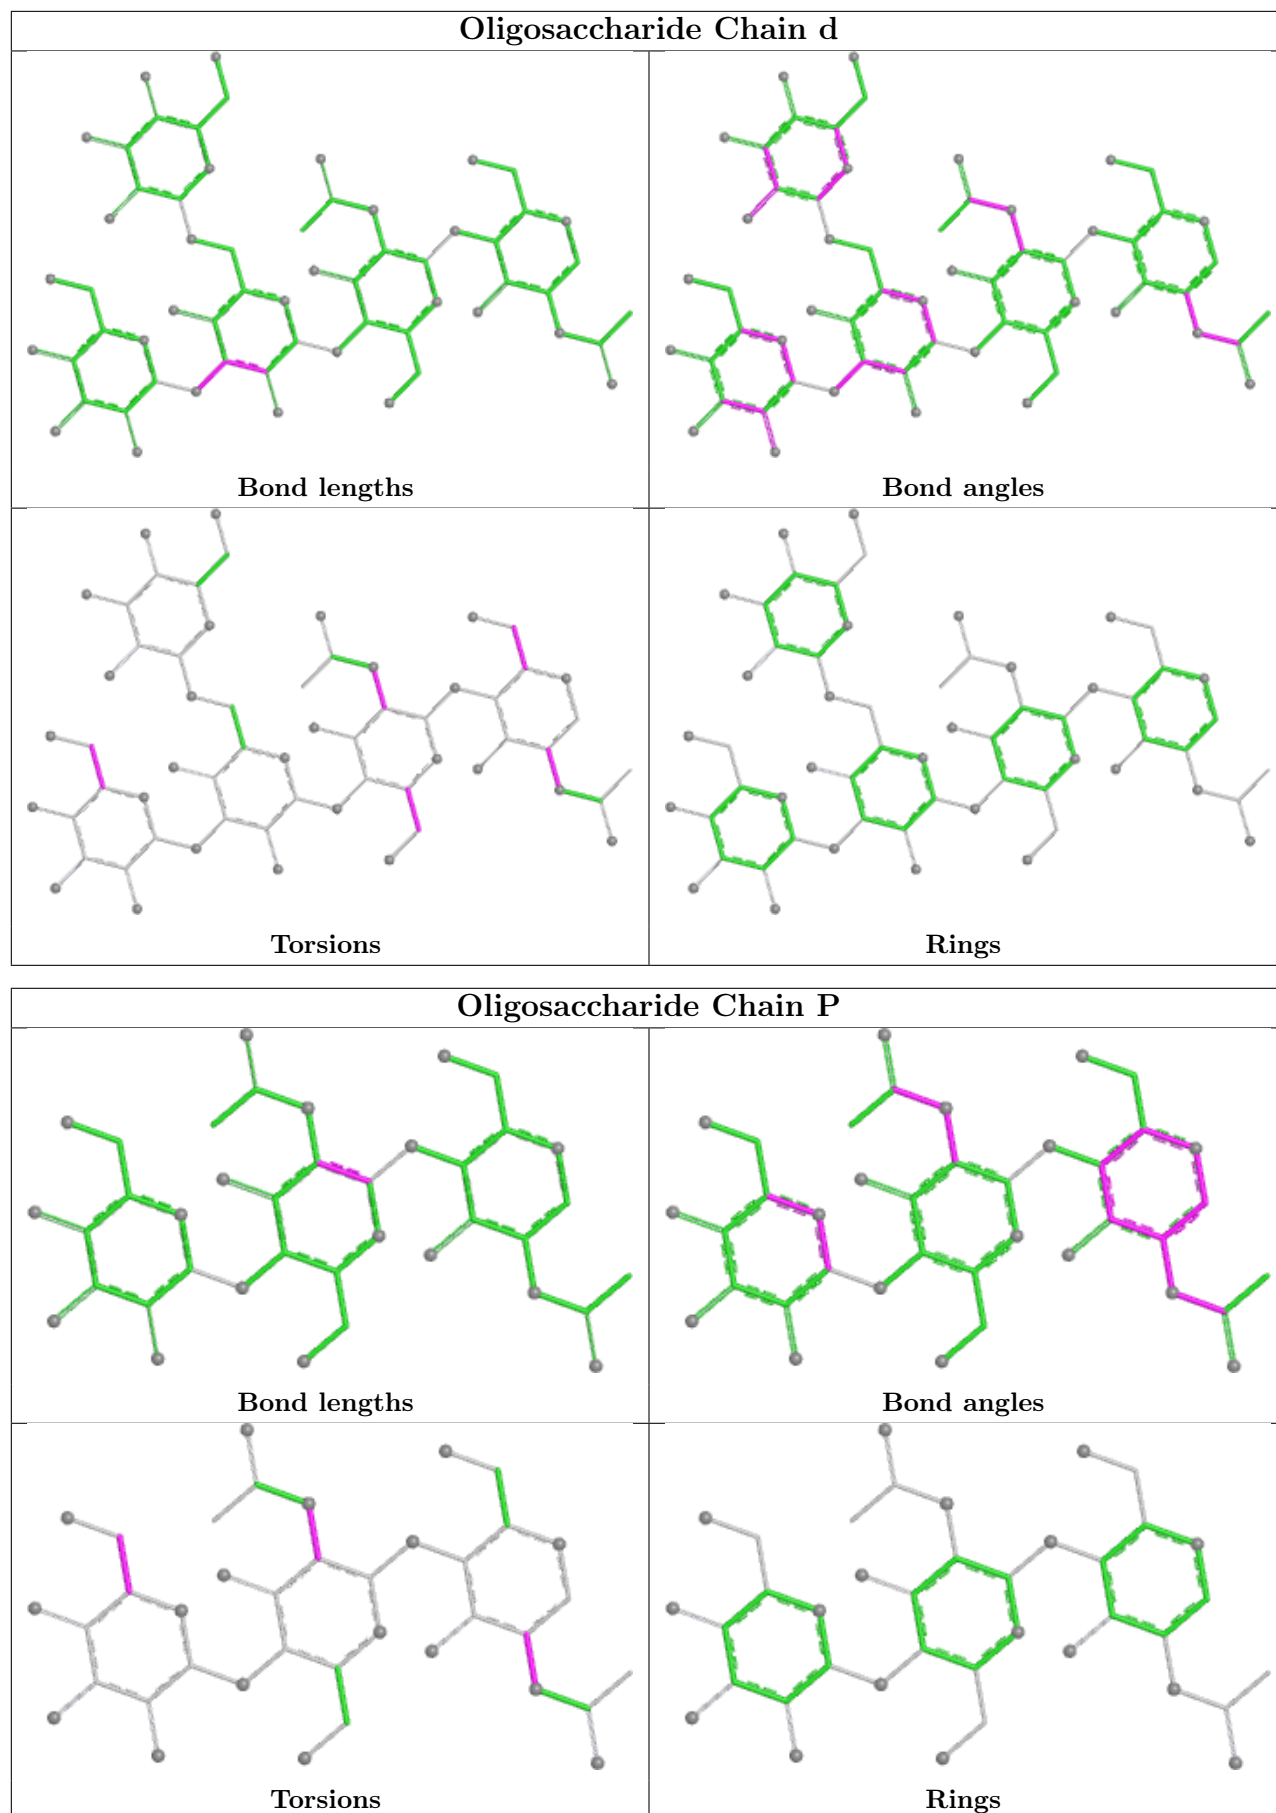 Oligosaccharide Chain d
Bond lengths
Bond angles
Torsions
Rings
Oligosaccharide Chain P
Bond lengths
Bond angles
Torsions
Rings